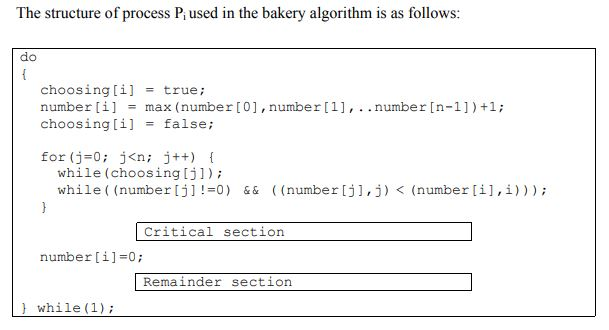 The structure of process Pi used in the bakery algorithm is as follows:
do
{
choosing[i] = true;
number[i] = max(number[0],number[1],..number[n-1])+1;
choosing[i] = false;
for(j=0; j<n; j++) {
while(choosing[j]);
while((number[j]!=0) && ((number[j],j) < (number[i],i)));
}
Critical section
number[i]=0;
Remainder section
} while(1);